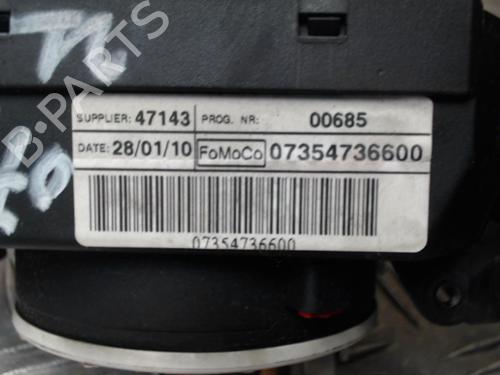 B-PARTS
SUPPLIER: 47143 PROG. NR: 00685
DATE: 28/01/10 FoMoCo 07354736600
07354736600